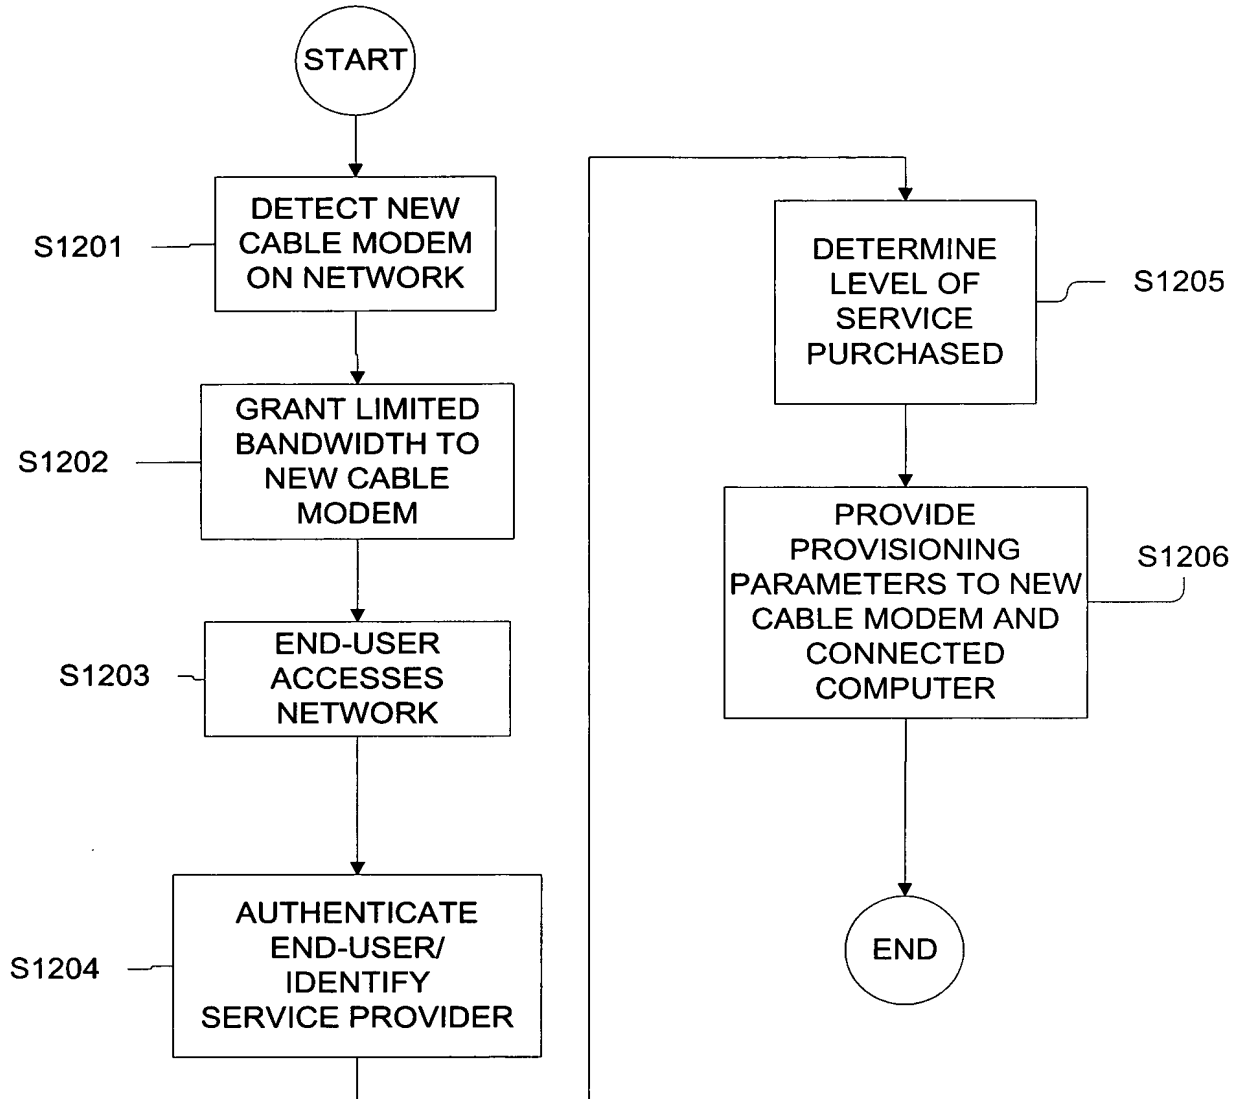 START
S1201
DETECT NEW
CABLE MODEM
ON NETWORK
S1202
GRANT LIMITED
BANDWIDTH TO
NEW CABLE
MODEM
S1203
END-USER
ACCESSES
NETWORK
S1204
AUTHENTICATE
END-USER/
IDENTIFY
SERVICE PROVIDER
DETERMINE
LEVEL OF
SERVICE
PURCHASED
S1205
PROVIDE
PROVISIONING
PARAMETERS TO NEW
CABLE MODEM AND
CONNECTED
COMPUTER
S1206
END